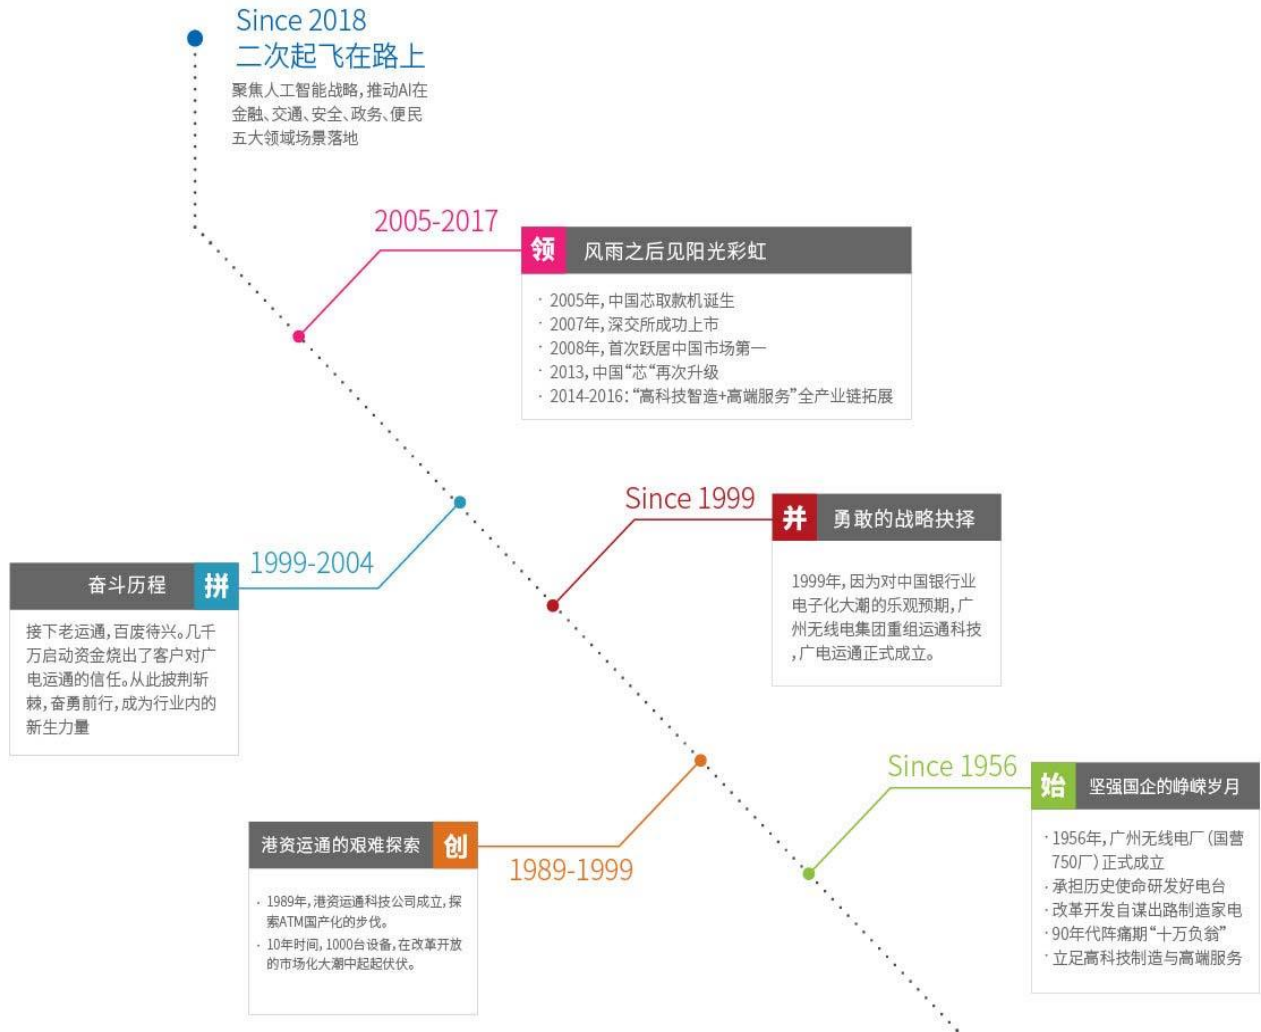 Since 2018
二次起飞在路上
聚焦人工智能战略，推动AI在
金融、交通、安全、政务、便民
五大领域场景落地
2005-2017
领 风雨之后见阳光彩虹
· 2005年，中国芯取款机诞生
· 2007年，深交所成功上市
· 2008年，首次跃居中国市场第一
· 2013，中国“芯“再次升级
· 2014-2016：“高科技智造+高端服务”全产业链拓展
Since 1999
并 勇敢的战略抉择
1999年，因为对中国银行业
电子化大潮的乐观预期，广
州无线电集团重组运通科技
，广电运通正式成立。
1999-2004
奋斗历程 拼
接下老运通，百废待兴。几千
万启动资金烧出了客户对广
电运通的信任。从此披荆斩
棘，奋勇前行，成为行业内的
新生力量
Since 1956
始 坚强国企的峥嵘岁月
· 1956年，广州无线电厂（国营
750厂）正式成立
· 承担历史使命研发好电台
· 改革开发自谋出路制造家电
· 90年代阵痛期“十万负翁”
· 立足高科技制造与高端服务
1989-1999
港资运通的艰难探索 创
· 1989年，港资运通科技公司成立，探
索ATM国产化的步伐。
· 10年时间，1000台设备，在改革开放
的市场化大潮中起起伏伏。